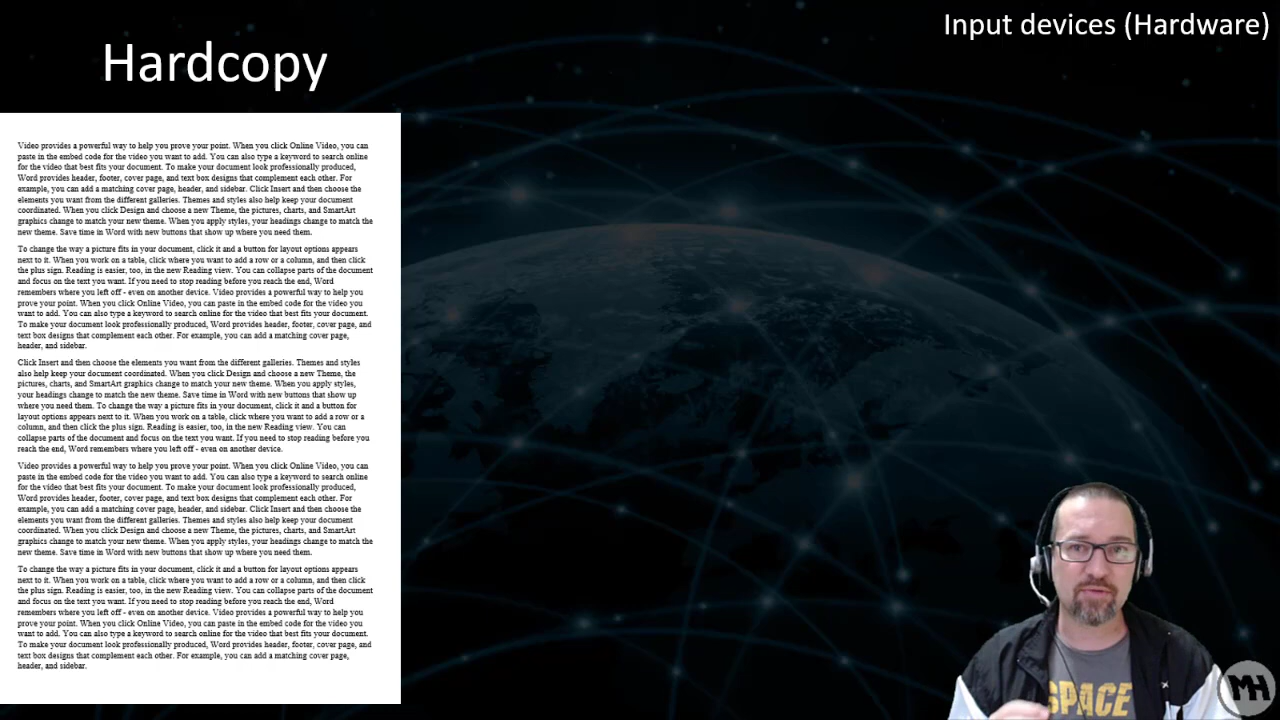 Input devices (Hardware)
Hardcopy
Video provides a powerful way to help you prove your point. When you click Online Video, you can
paste in the embed code for the video you want to add. You can also type a keyword to search online
for the video that best fits your document. To make your document look professionally produced,
Word provides header, footer, cover page, and text box designs that complement each other. For
example, you can add a matching cover page, header, and sidebar. Click Insert and then choose the
elements you want from the different galleries. Themes and styles also help keep your document
coordinated. When you click Design and choose a new Theme, the pictures, charts, and SmartArt
graphics change to match your new theme. When you apply styles, your headings change to match the
new theme. Save time in Word with new buttons that show up where you need them.
To change the way a picture fits in your document, click it and a button for layout options appears
next to it. When you work on a table, click where you want to add a row or a column, and then click
the plus sign. Reading is easier, too, in the new Reading view. You can collapse parts of the document
and focus on the text you want. If you need to stop reading before you reach the end, Word
remembers where you left off - even on another device. Video provides a powerful way to help you
prove your point. When you click Online Video, you can paste in the embed code for the video you
want to add. You can also type a keyword to search online for the video that best fits your document.
To make your document look professionally produced, Word provides header, footer, cover page, and
text box designs that complement each other. For example, you can add a matching cover page,
header, and sidebar.
Click Insert and then choose the elements you want from the different galleries. Themes and styles
also help keep your document coordinated. When you click Design and choose a new Theme, the
pictures, charts, and SmartArt graphics change to match your new theme. When you apply styles,
your headings change to match the new theme. Save time in Word with new buttons that show up
where you need them. To change the way a picture fits in your document, click it and a button for
layout options appears next to it. When you work on a table, click where you want to add a row or a
column, and then click the plus sign. Reading is easier, too, in the new Reading view. You can
collapse parts of the document and focus on the text you want. If you need to stop reading before you
reach the end, Word remembers where you left off - even on another device.
Video provides a powerful way to help you prove your point. When you click Online Video, you can
paste in the embed code for the video you want to add. You can also type a keyword to search online
for the video that best fits your document. To make your document look professionally produced,
Word provides header, footer, cover page, and text box designs that complement each other. For
example, you can add a matching cover page, header, and sidebar. Click Insert and then choose the
elements you want from the different galleries. Themes and styles also help keep your document
coordinated. When you click Design and choose a new Theme, the pictures, charts, and SmartArt
graphics change to match your new theme. When you apply styles, your headings change to match the
new theme. Save time in Word with new buttons that show up where you need them.
To change the way a picture fits in your document, click it and a button for layout options appears
next to it. When you work on a table, click where you want to add a row or a column, and then click
the plus sign. Reading is easier, too, in the new Reading view. You can collapse parts of the document
and focus on the text you want. If you need to stop reading before you reach the end, Word
remembers where you left off - even on another device. Video provides a powerful way to help you
prove your point. When you click Online Video, you can paste in the embed code for the video you
want to add. You can also type a keyword to search online for the video that best fits your document.
To make your document look professionally produced, Word provides header, footer, cover page, and
text box designs that complement each other. For example, you can add a matching cover page,
header, and sidebar.
SPACE
MH